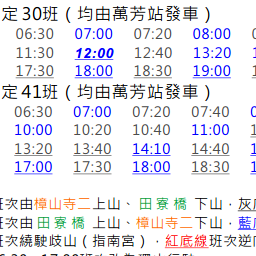 定 30班（均由萬芳站發車）
06:30 07:00 07:20 08:00
11:30 12:00 12:40 13:20
17:30 18:00 18:30 19:00
定 41班（均由萬芳站發車）
06:30 07:00 07:20 07:40
10:00 10:20 10:40 11:00
13:20 13:40 14:10 14:40
17:00 17:30 18:00 18:30
班次由樟山寺二上山、田寮橋 下山，灰底
班次由田寮橋 上山、樟山寺二下山，藍底
班次繞駛歧山（指南宮），紅底線班次逆向